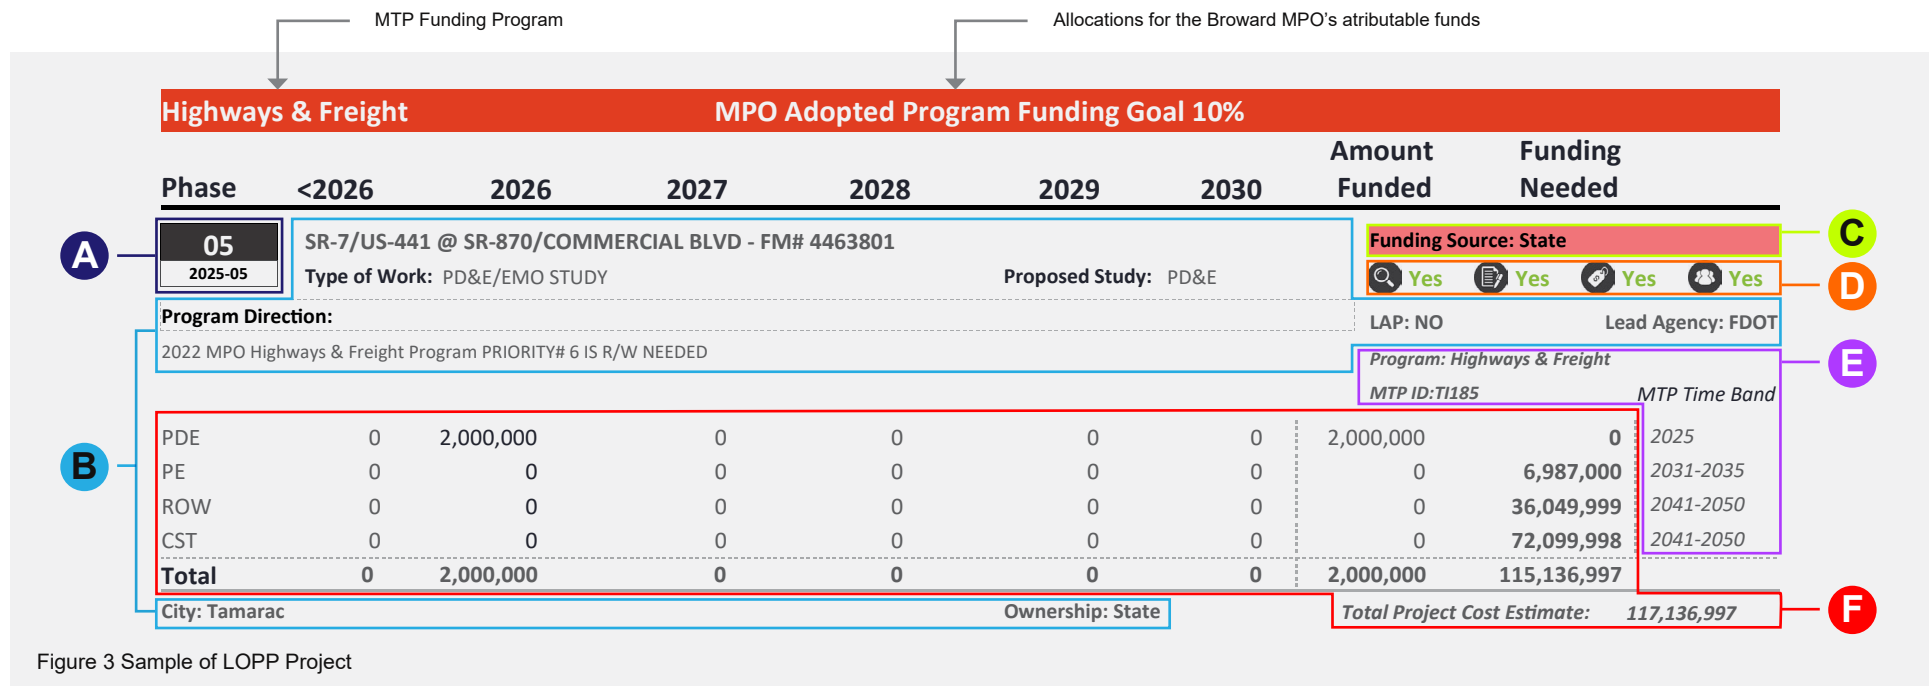 MTP Funding Program
Allocations for the Broward MPO's atributable funds
Highways & Freight MPO Adopted Program Funding Goal 10%
Amount Funding
Phase <2026 2026 2027 2028 2029 2030 Funded Needed
A
05
2025-05
SR-7/US-441 @ SR-870/COMMERCIAL BLVD - FM# 4463801
Type of Work: PD&E/EMO STUDY Proposed Study: PD&E
Funding Source: State
C
Yes Yes Yes Yes
D
Program Direction:
2022 MPO Highways & Freight Program PRIORITY# 6 IS R/W NEEDED
LAP: NO Lead Agency: FDOT
Program: Highways & Freight
E
MTP ID:TI185 MTP Time Band
B
PDE 0 2,000,000 0 0 0 0 2,000,000 0 2025
PE 0 0 0 0 0 0 0 6,987,000 2031-2035
ROW 0 0 0 0 0 0 0 36,049,999 2041-2050
CST 0 0 0 0 0 0 0 72,099,998 2041-2050
Total 0 2,000,000 0 0 0 0 2,000,000 115,136,997
City: Tamarac Ownership: State Total Project Cost Estimate: 117,136,997
F
Figure 3 Sample of LOPP Project